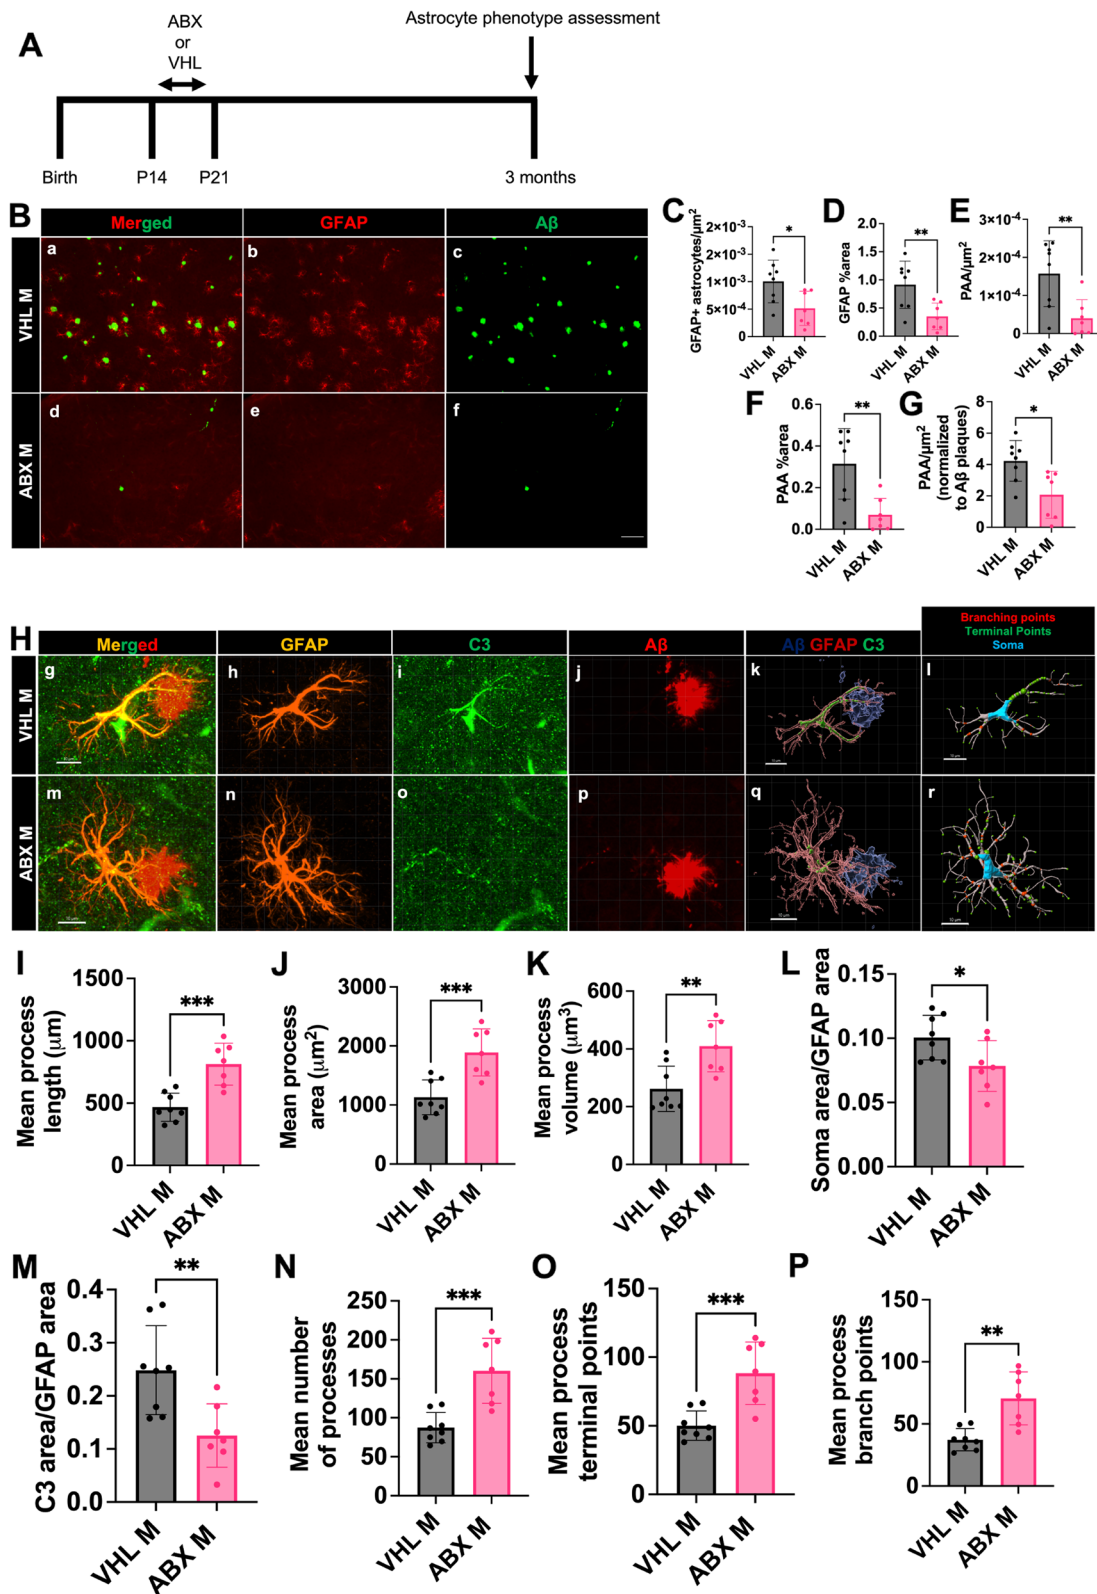 A
ABX
or
VHL
Astrocyte phenotype assessment
Birth
P14
P21
3 months
B
Merged
GFAP
Aβ
VHL M
a
b
c
ABX M
d
e
f
C
GFAP+ astrocytes/μm²
2×10⁻³
2×10⁻³
1×10⁻³
5×10⁻⁴
0
*
VHL M
ABX M
D
GFAP %area
2.0
1.5
1.0
0.5
0.0
**
VHL M
ABX M
E
PAA/μm²
3×10⁻⁴
2×10⁻⁴
1×10⁻⁴
0
**
VHL M
ABX M
F
PAA %area
0.6
0.4
0.2
0.0
**
VHL M
ABX M
G
PAA/μm²
(normalized
to Aβ plaques)
8
6
4
2
0
*
VHL M
ABX M
H
Merged
GFAP
C3
Aβ
Aβ GFAP C3
Branching points
Terminal Points
Soma
VHL M
g
h
i
j
k
l
ABX M
m
n
o
p
q
r
I
Mean process
length (μm)
1500
1000
500
0
***
VHL M
ABX M
J
Mean process
area (μm²)
3000
2000
1000
0
***
VHL M
ABX M
K
Mean process
volume (μm³)
600
400
200
0
**
VHL M
ABX M
L
Soma area/GFAP area
0.15
0.10
0.05
0.00
*
VHL M
ABX M
M
C3 area/GFAP area
0.4
0.3
0.2
0.1
0.0
**
VHL M
ABX M
N
Mean number
of processes
250
200
150
100
50
0
***
VHL M
ABX M
O
Mean process
terminal points
150
100
50
0
***
VHL M
ABX M
P
Mean process
branch points
150
100
50
0
**
VHL M
ABX M